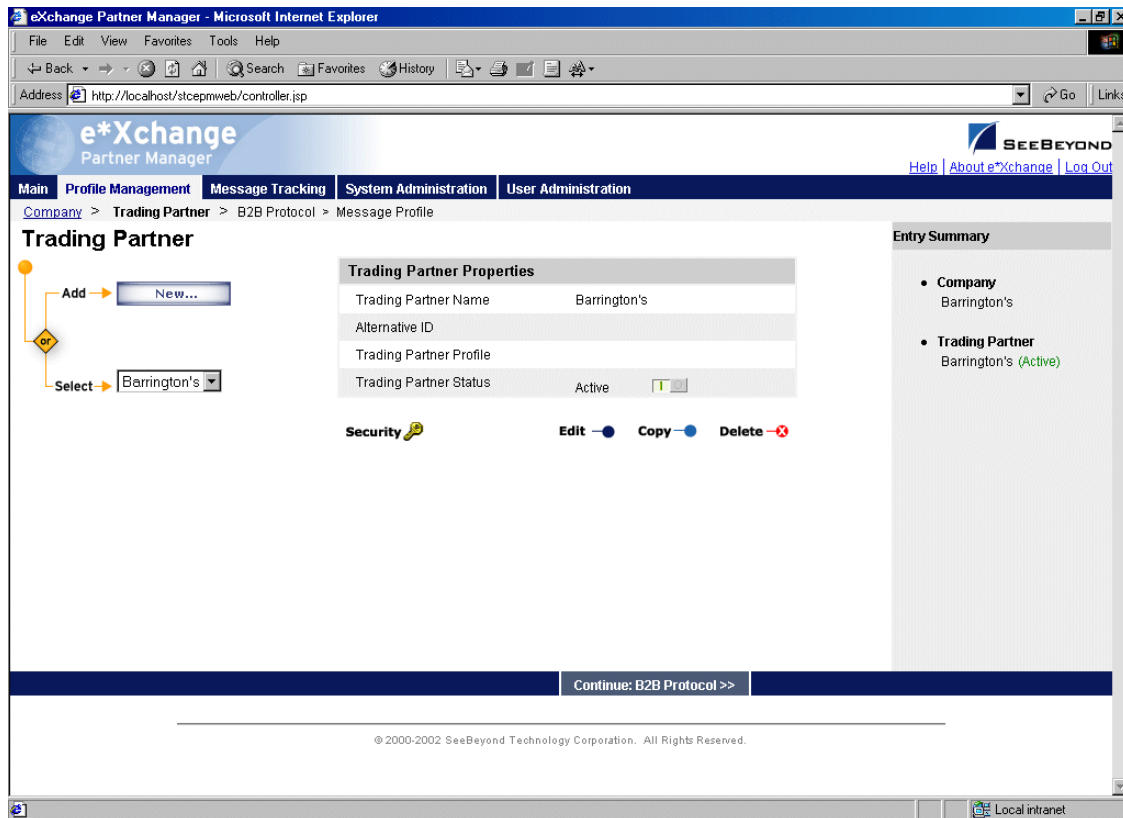 eXchange Partner Manager - Microsoft Internet Explorer
File Edit View Favorites Tools Help
Back Search Favorites History
Address http://localhost/stcepmweb/controller.jsp Go Links
e*Xchange
Partner Manager
SEEBEYOND
Help | About e*Xchange | Log Out
Main Profile Management Message Tracking System Administration User Administration
Company > Trading Partner > B2B Protocol > Message Profile
Trading Partner
Add New...
or
Select Barrington's
Trading Partner Properties
Trading Partner Name Barrington's
Alternative ID
Trading Partner Profile
Trading Partner Status Active
Security Edit Copy Delete
Entry Summary
• Company
Barrington's
• Trading Partner
Barrington's (Active)
Continue: B2B Protocol >>
© 2000-2002 SeeBeyond Technology Corporation. All Rights Reserved.
Local intranet